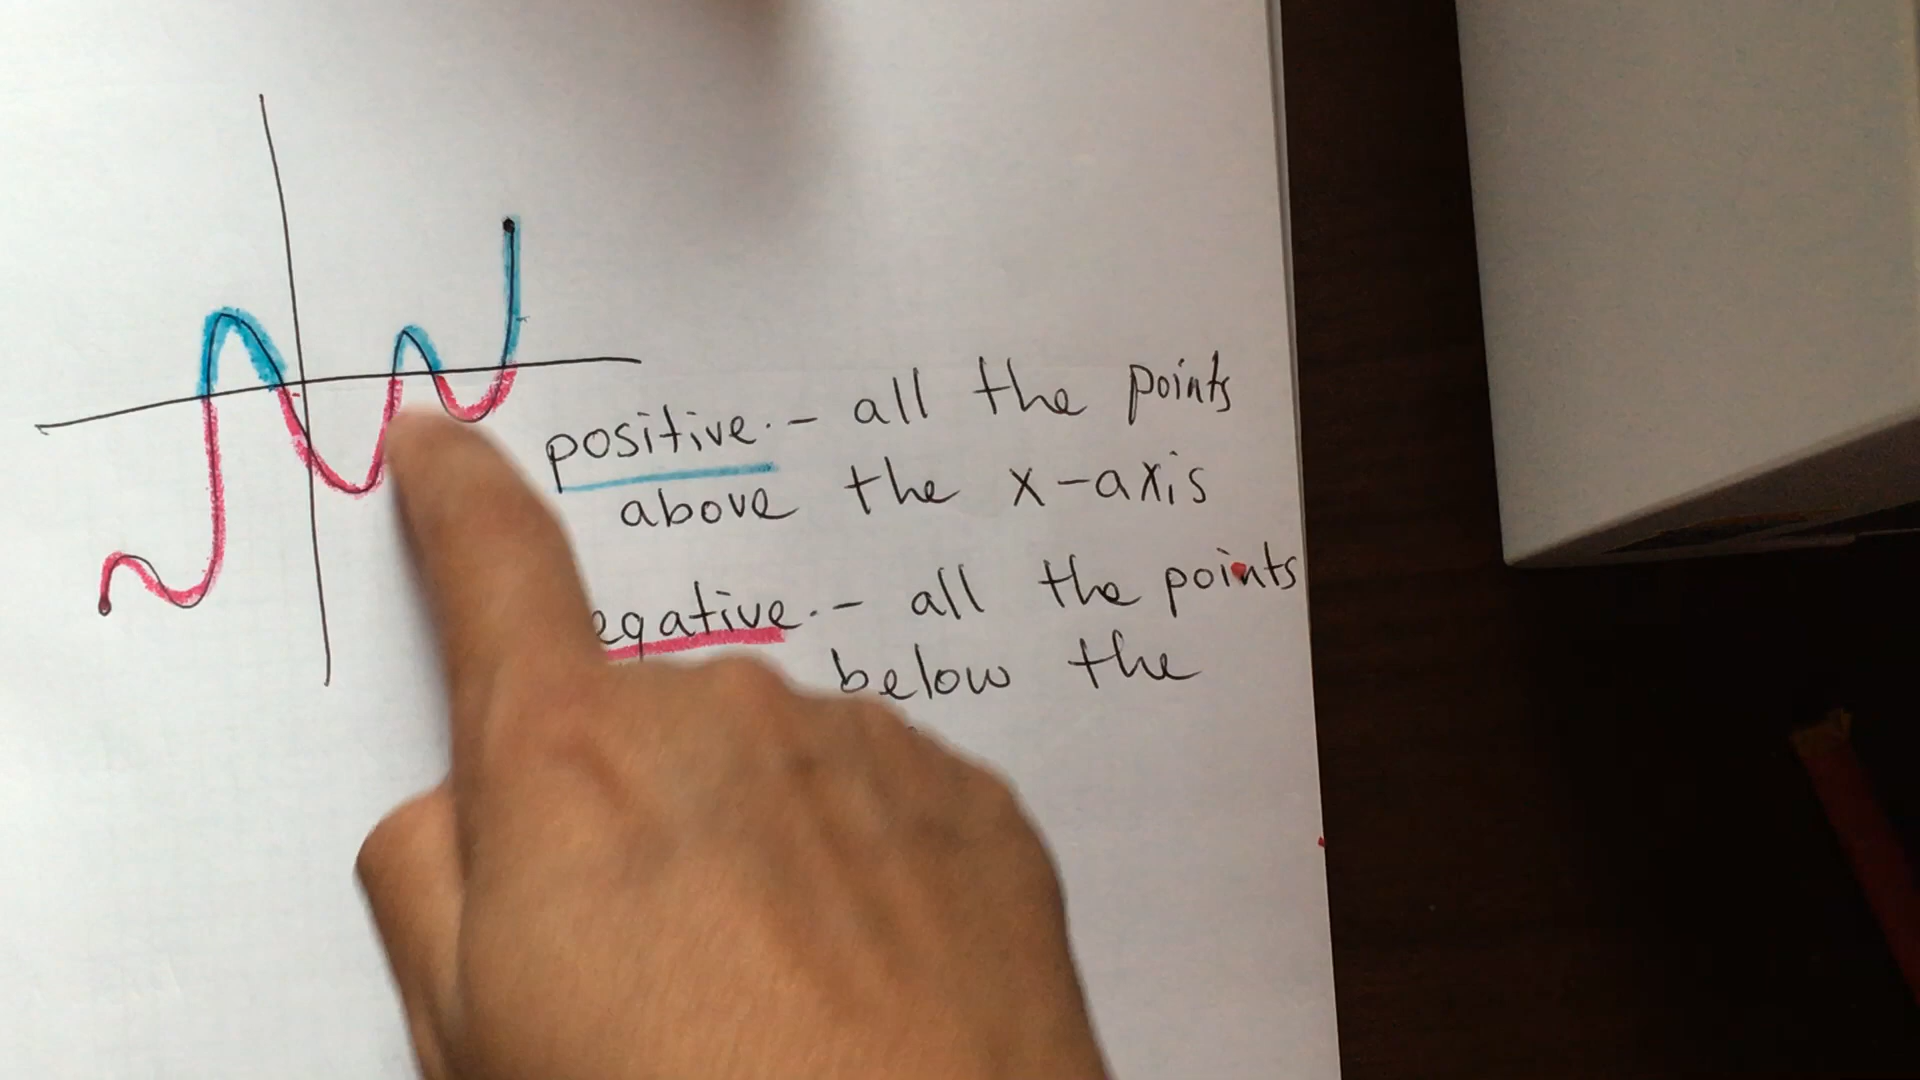 positive.- all the points
above the x-axis
egative.- all the points
below the